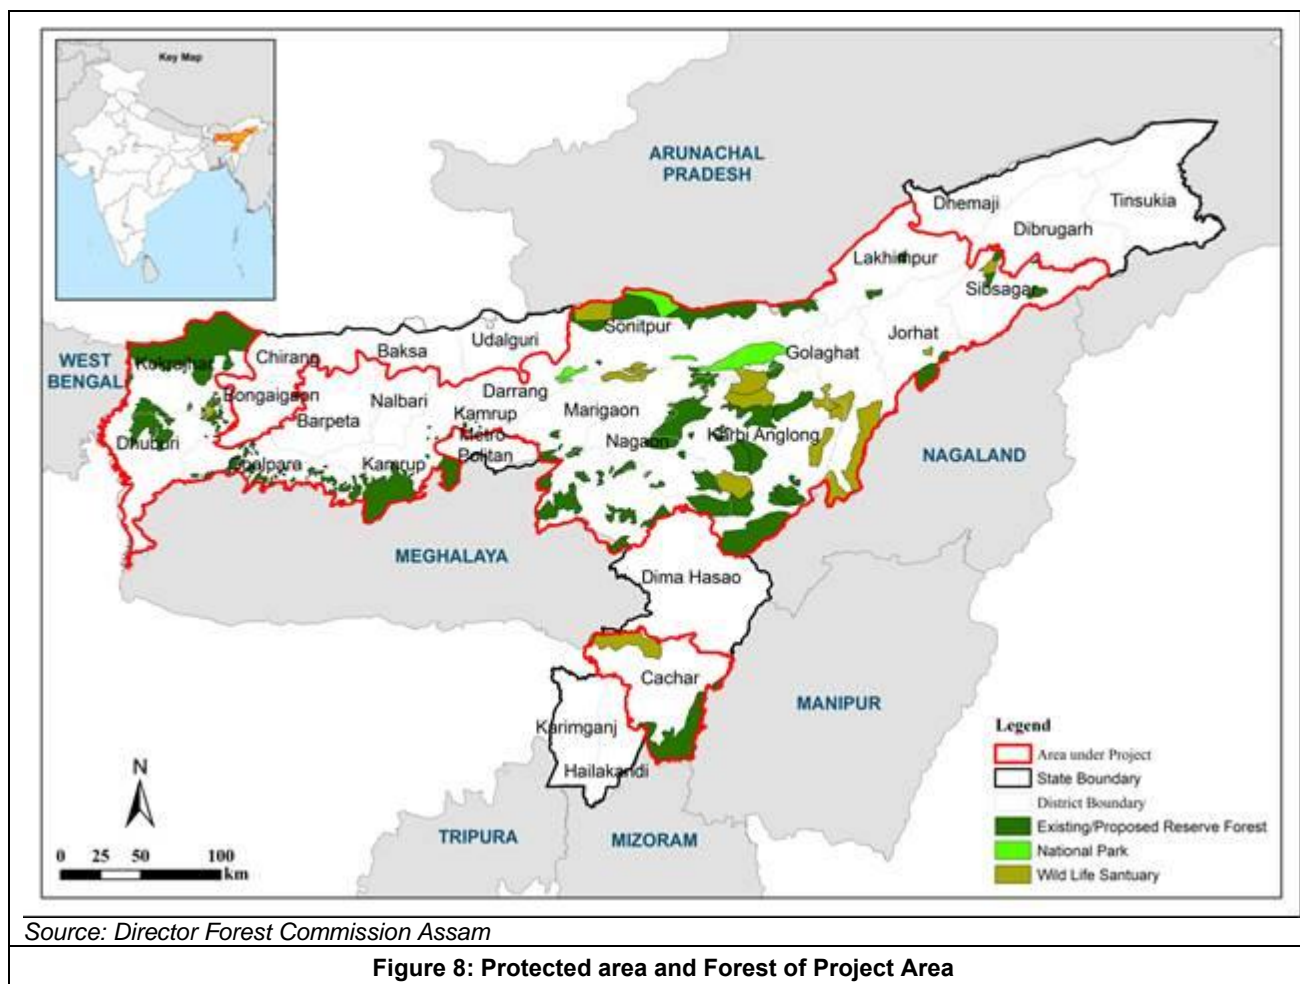 Key Map
ARUNACHAL
PRADESH
Dhemaji
Tinsukia
Dibrugarh
Lakhimpur
Sibsagar
Sonitpur
Udalguri
Jorhat
WEST
BENGAL
Kokrajhar
Chirang
Baksa
Golaghat
Bongaigaon
Nalbari
Darrang
Barpeta
Kamrup
Metro
Politan
Marigaon
Nagaon
Karbi Anglong
Dhuburi
Goalpara
Kamrup
NAGALAND
MEGHALAYA
Dima Hasao
Cachar
MANIPUR
Karimganj
Hailakandi
TRIPURA
MIZORAM
N
0 25 50 100
km
Legend
Area under Project
State Boundary
District Boundary
Existing/Proposed Reserve Forest
National Park
Wild Life Santuary
Source: Director Forest Commission Assam
Figure 8: Protected area and Forest of Project Area